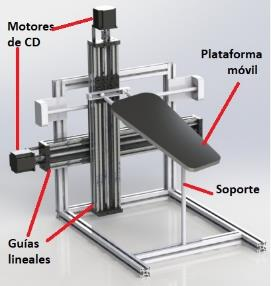 Motores
de CD
Plataforma
móvil
Soporte
Guías
lineales